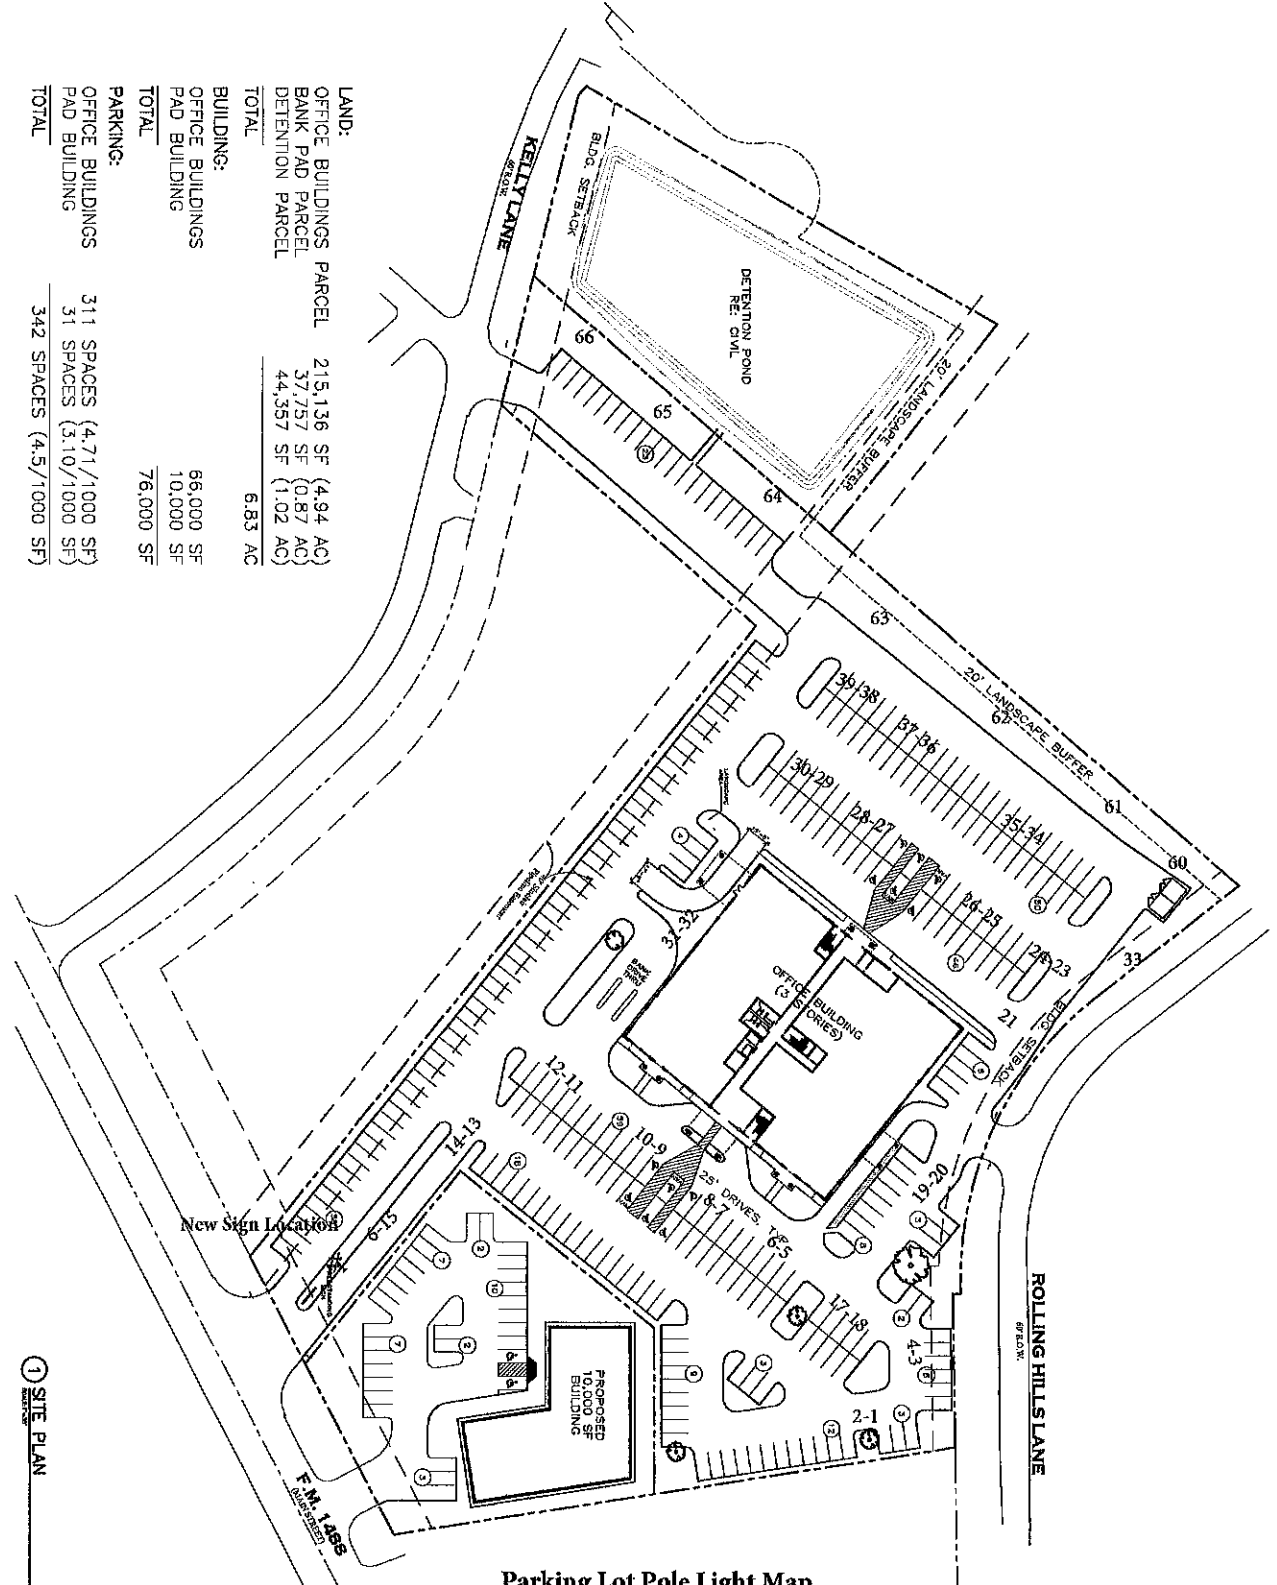 LAND:
OFFICE BUILDINGS PARCEL 215,136 SF (4.94 AC)
BANK PAD PARCEL 37,757 SF (0.87 AC)
DETENTION PARCEL 44,357 SF (1.02 AC)
TOTAL 6.83 AC
BUILDING:
OFFICE BUILDINGS 66,000 SF
PAD BUILDING 10,000 SF
TOTAL 76,000 SF
PARKING:
OFFICE BUILDINGS 311 SPACES (4.71/1000 SF)
PAD BUILDING 31 SPACES (3.10/1000 SF)
TOTAL 342 SPACES (4.5/1000 SF)
KELLY LANE
60' R.O.W.
BLDG. SETBACK
DETENTION POND
RE: CIVIL
20' LANDSCAPE BUFFER
66
65
64
63
20' LANDSCAPE BUFFER
62
61
60
33
39-38
37-36
35-34
30-29
28-27
26-25
24-23
21
BLDG. SETBACK
31-32
BANK
DRIVE
THRU
OFFICE BUILDING
(3 STORIES)
12-11
10-9
25' DRIVES, TYP.
8-7
6-5
19-20
17-18
4-3
2-1
14-13
6-15
New Sign Location
PROPOSED
10,000 SF
BUILDING
ROLLING HILLS LANE
60' R.O.W.
F.M. 1488
(MAIN STREET)
1 SITE PLAN
Parking Lot Pole Light Map